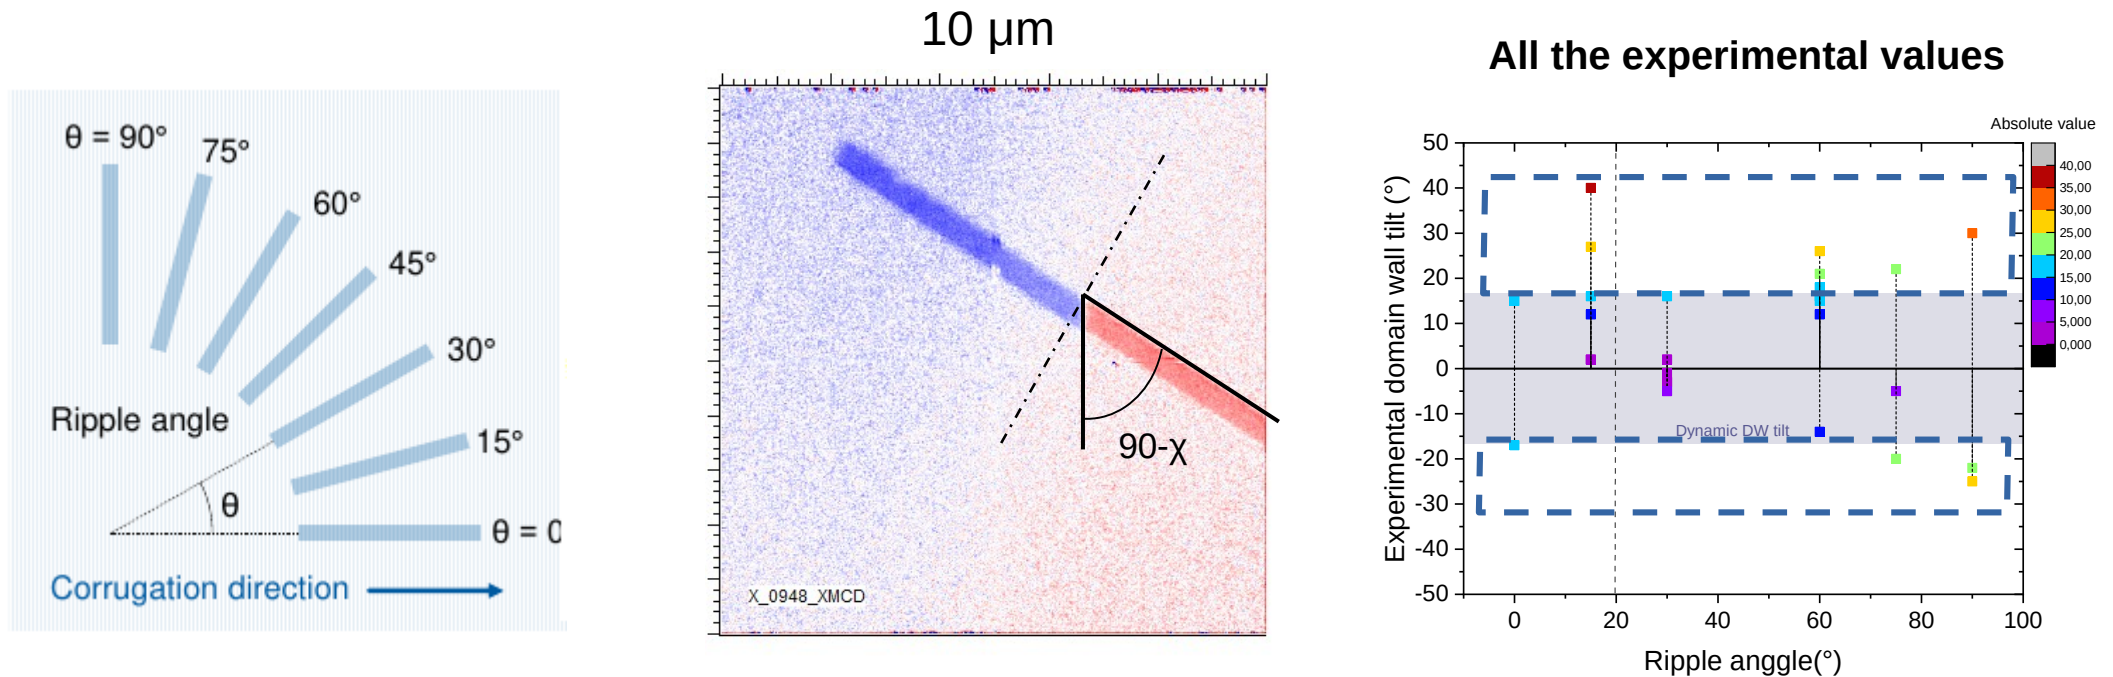 θ = 90°
75°
60°
45°
30°
15°
θ = 0
Ripple angle
θ
Corrugation direction
10 μm
90-χ
X_0948_XMCD
All the experimental values
Absolute value
40,00
35,00
30,00
25,00
20,00
15,00
10,00
5,000
0,000
Experimental domain wall tilt (°)
50
40
30
20
10
0
-10
-20
-30
-40
-50
Dynamic DW tilt
0
20
40
60
80
100
Ripple anggle(°)